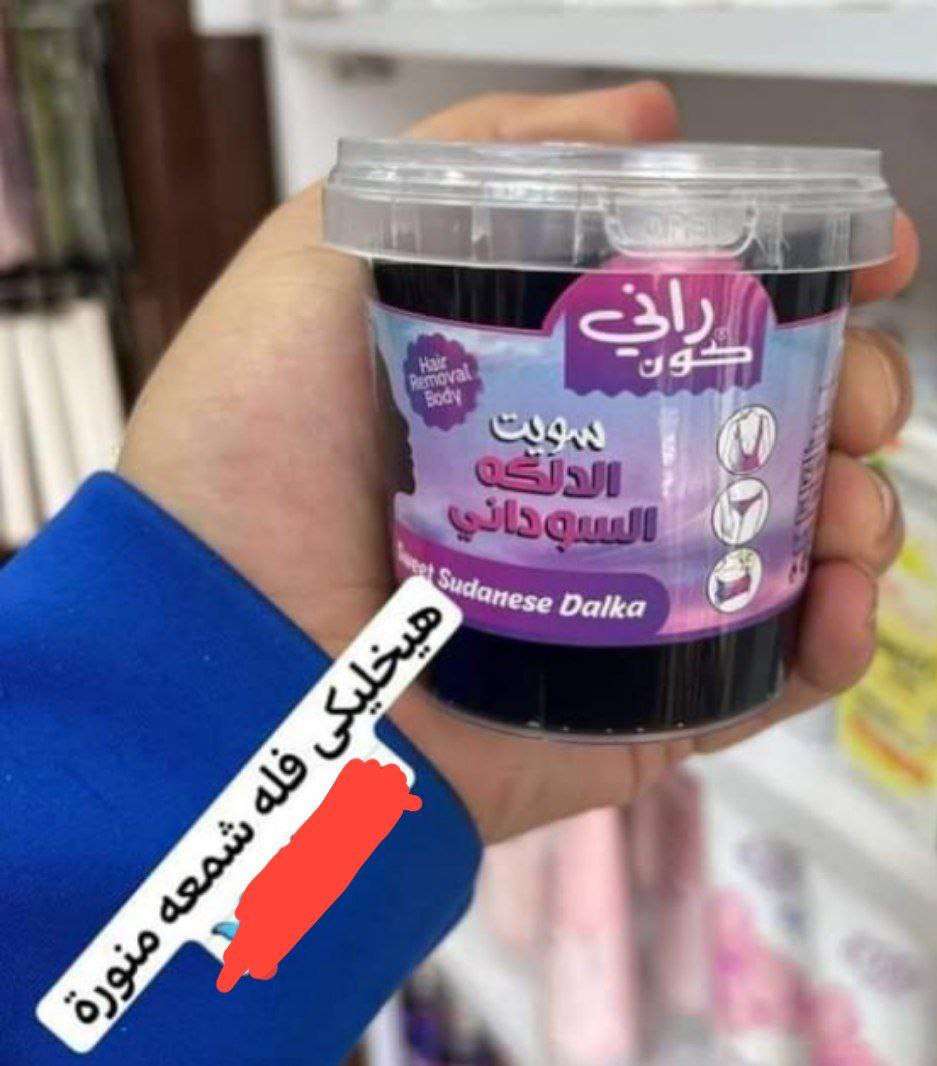 راني
كون
Hair
Removal
Body
سويت
الدلكه
السوداني
Sweet Sudanese Dalka
هيخليكى فله شمعه منورة